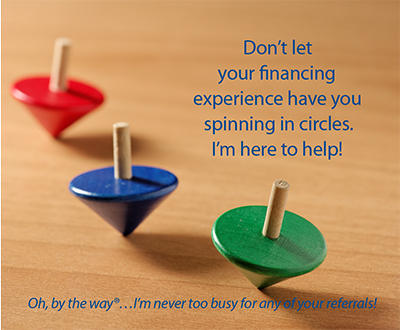 Don't let
your financing
experience have you
spinning in circles.
I'm here to help!
Oh, by the way®…I'm never too busy for any of your referrals!